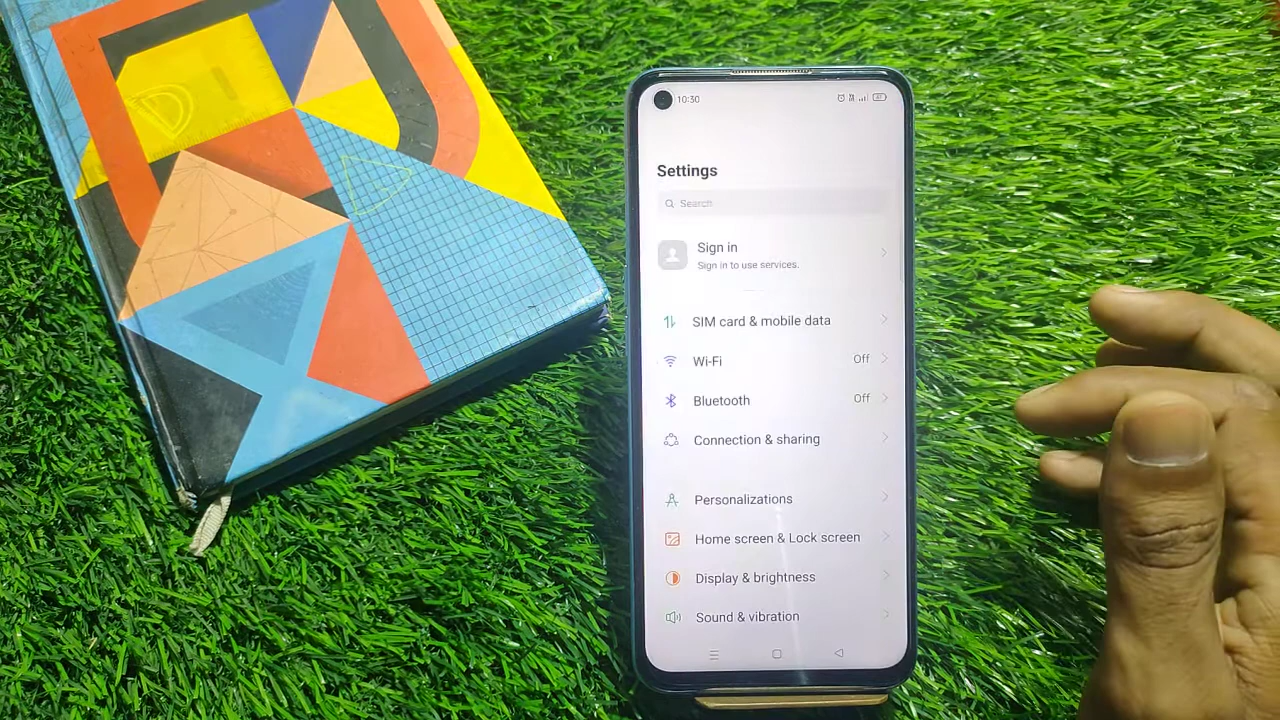 10:30
47
Settings
Search
Sign in
Sign in to use services.
SIM card & mobile data
Wi-Fi Off
Bluetooth Off
Connection & sharing
Personalizations
Home screen & Lock screen
Display & brightness
Sound & vibration